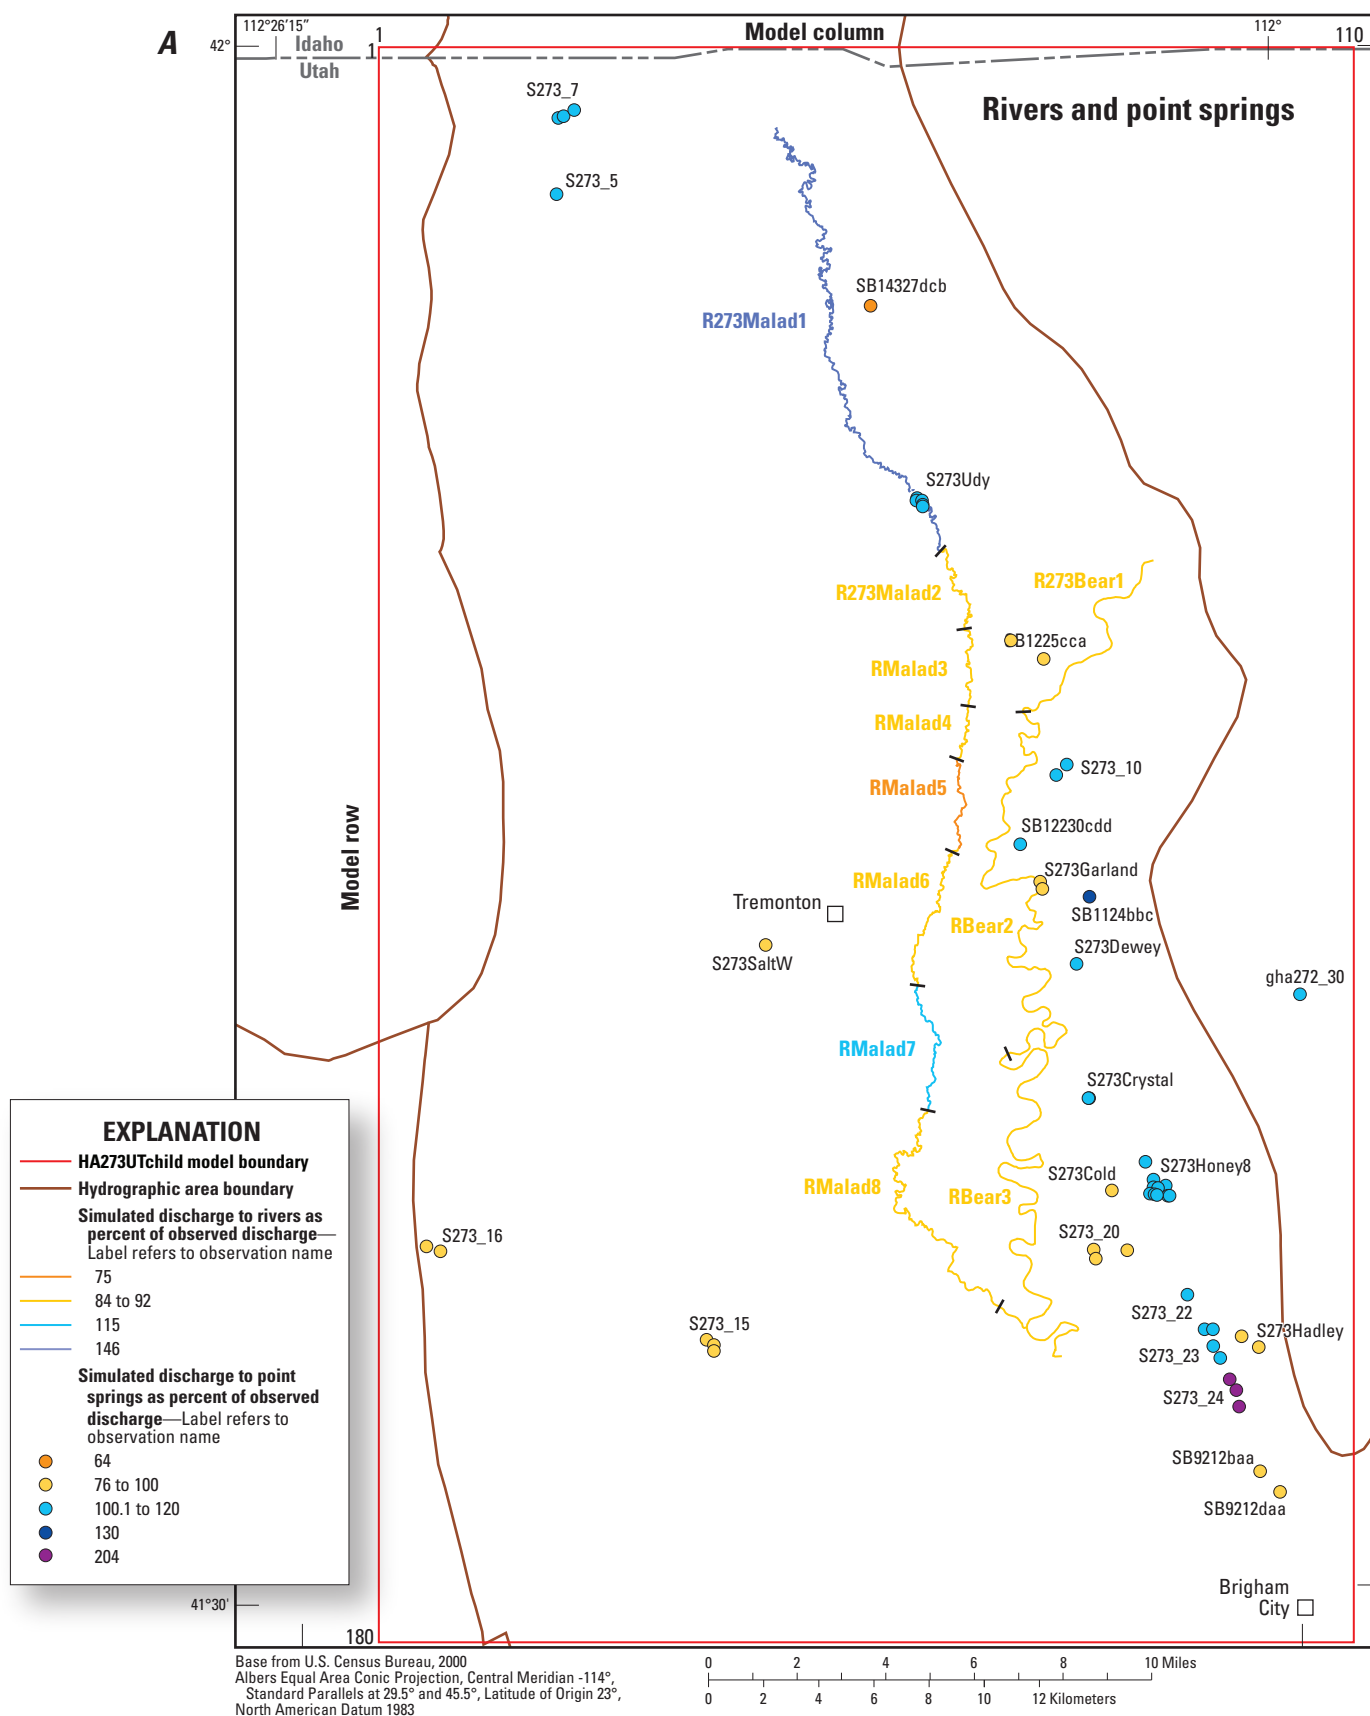 A
112°26'15"
42°
Idaho
Utah
1
1
Model column
112°
110
Rivers and point springs
S273_7
S273_5
SB14327dcb
R273Malad1
S273Udy
R273Malad2
R273Bear1
B1225cca
RMalad3
RMalad4
RMalad5
S273_10
SB12230cdd
Model row
RMalad6
S273Garland
Tremonton
SB1124bbc
RBear2
S273SaltW
S273Dewey
gha272_30
RMalad7
S273Crystal
S273Cold
S273Honey8
RMalad8
RBear3
S273_16
S273_20
S273_22
S273_15
S273Hadley
S273_23
S273_24
SB9212baa
SB9212daa
Brigham
City
EXPLANATION
HA273UTchild model boundary
Hydrographic area boundary
Simulated discharge to rivers as
percent of observed discharge—
Label refers to observation name
75
84 to 92
115
146
Simulated discharge to point
springs as percent of observed
discharge—Label refers to
observation name
64
76 to 100
100.1 to 120
130
204
41°30'
180
Base from U.S. Census Bureau, 2000
Albers Equal Area Conic Projection, Central Meridian -114°,
Standard Parallels at 29.5° and 45.5°, Latitude of Origin 23°,
North American Datum 1983
0 2 4 6 8 10 Miles
0 2 4 6 8 10 12 Kilometers